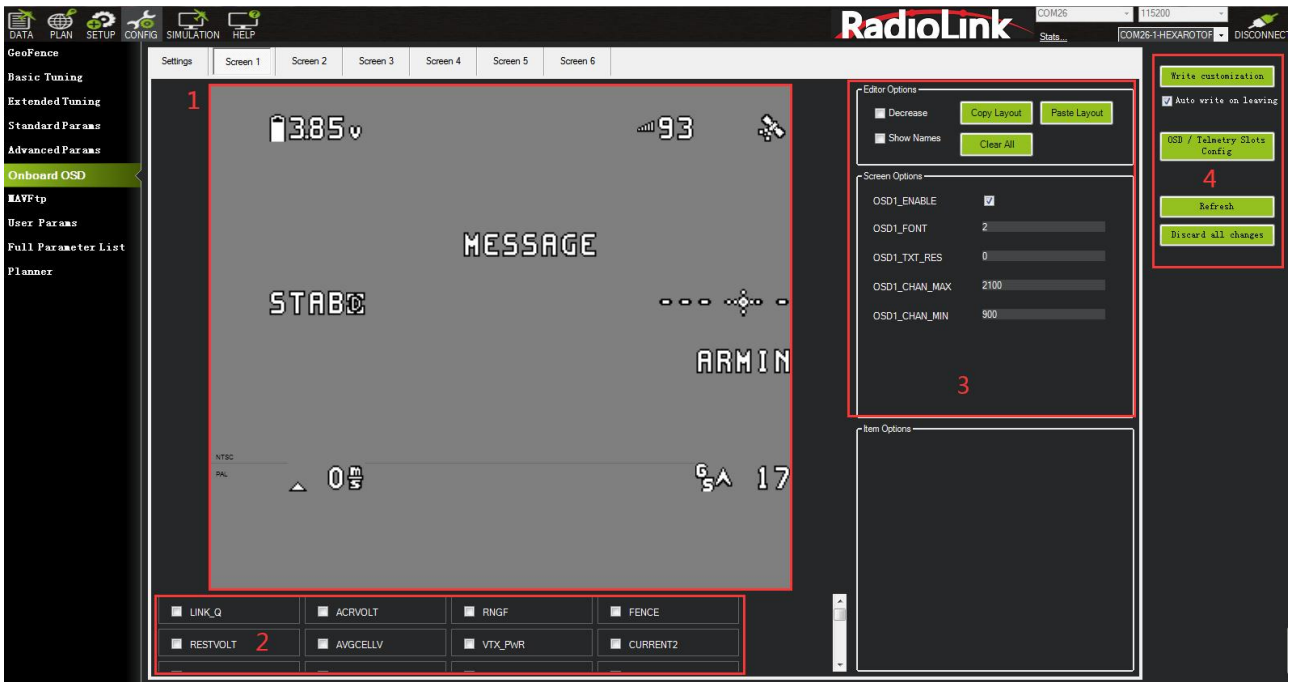 DATA PLAN SETUP CONFIG SIMULATION HELP
RadioLink
COM26 115200
Stats... COM26-1-HEXAROTOF DISCONNEC
GeoFence
Basic Tuning
Extended Tuning
Standard Params
Advanced Params
Onboard OSD
MAVFtp
User Params
Full Parameter List
Planner
Settings Screen 1 Screen 2 Screen 3 Screen 4 Screen 5 Screen 6
1
3.85 v 93
MESSAGE
STAB
ARMIN
NTSC
PAL
0 m/s GSA 17
LINK_Q ACRVOLT RNGF FENCE
RESTVOLT 2 AVGCELLV VTX_PWR CURRENT2
Editor Options
Decrease Copy Layout Paste Layout
Show Names Clear All
Screen Options
OSD1_ENABLE
OSD1_FONT 2
OSD1_TXT_RES 0
OSD1_CHAN_MAX 2100
OSD1_CHAN_MIN 900
3
Item Options
Write customization
Auto write on leaving
OSD / Telmetry Slots
Config
4
Refresh
Discard all changes